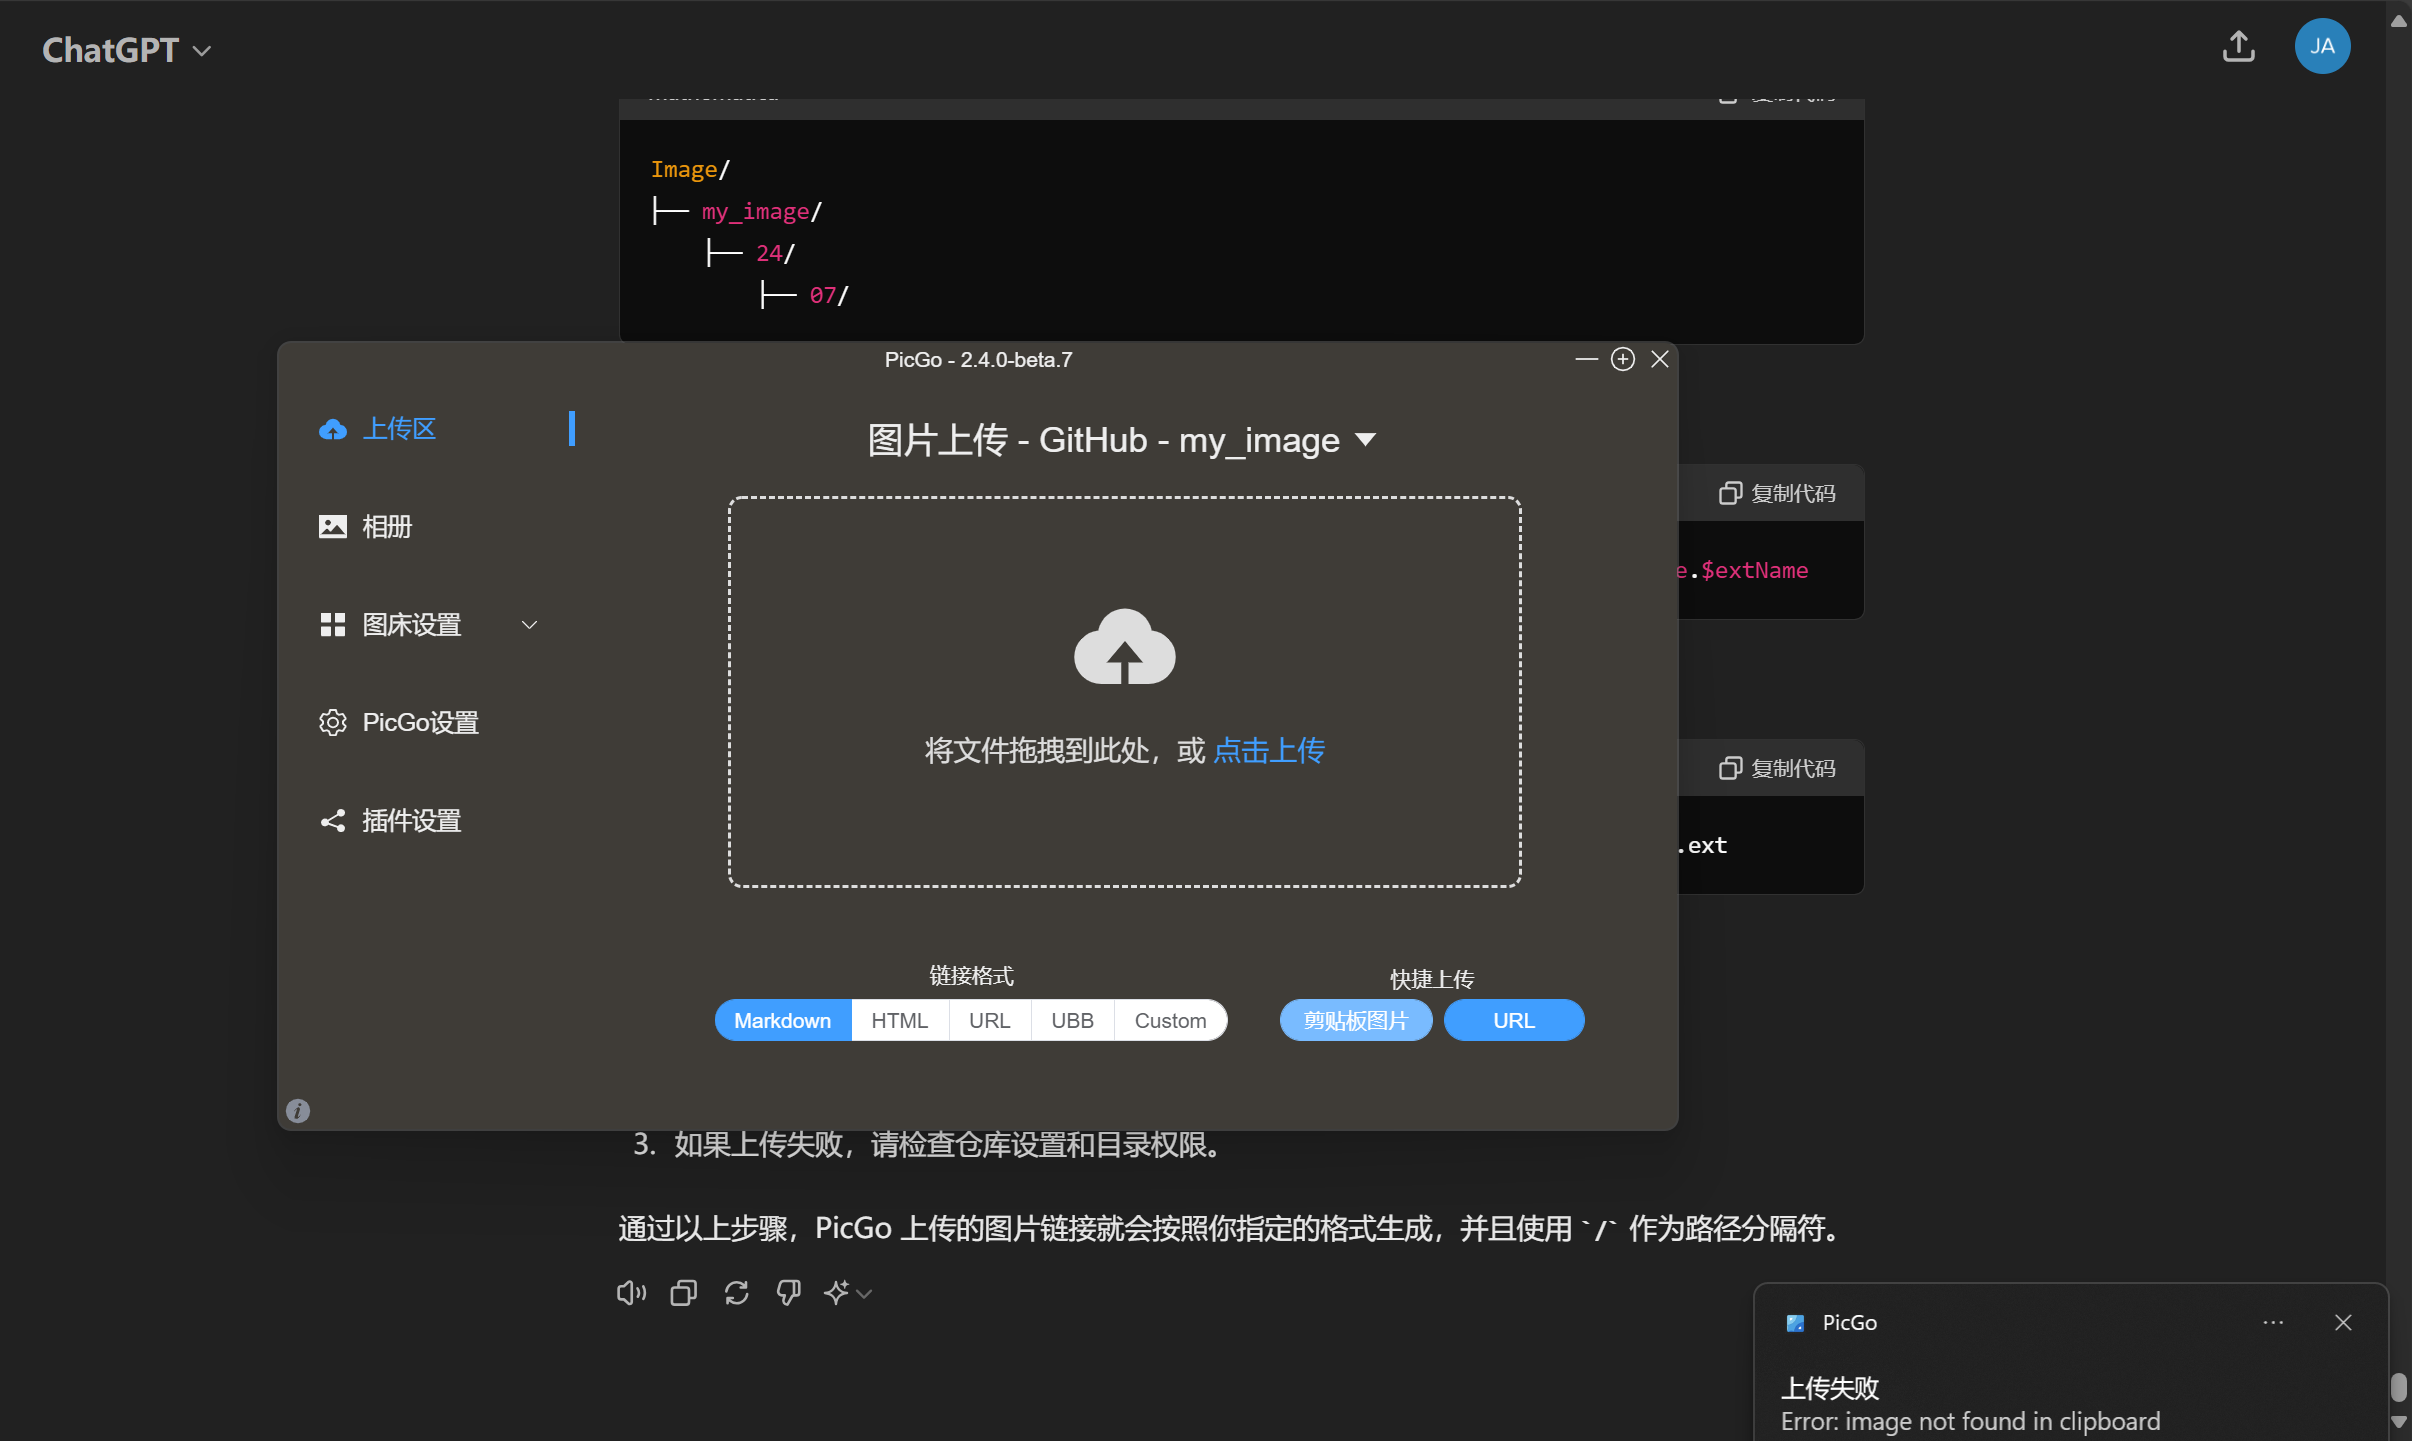 ChatGPT
JA
Image/
├── my_image/
├── 24/
├── 07/
PicGo - 2.4.0-beta.7
上传区
相册
图床设置
PicGo设置
插件设置
图片上传 - GitHub - my_image
将文件拖拽到此处，或 点击上传
链接格式
Markdown HTML URL UBB Custom
快捷上传
剪贴板图片 URL
复制代码
e.$extName
复制代码
.ext
3. 如果上传失败，请检查仓库设置和目录权限。
通过以上步骤，PicGo 上传的图片链接就会按照你指定的格式生成，并且使用 `/` 作为路径分隔符。
PicGo
上传失败
Error: image not found in clipboard